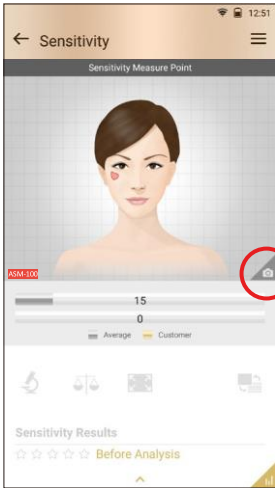 12:51
Sensitivity
Sensitivity Measure Point
ASM-100
15
0
Average Customer
Sensitivity Results
Before Analysis